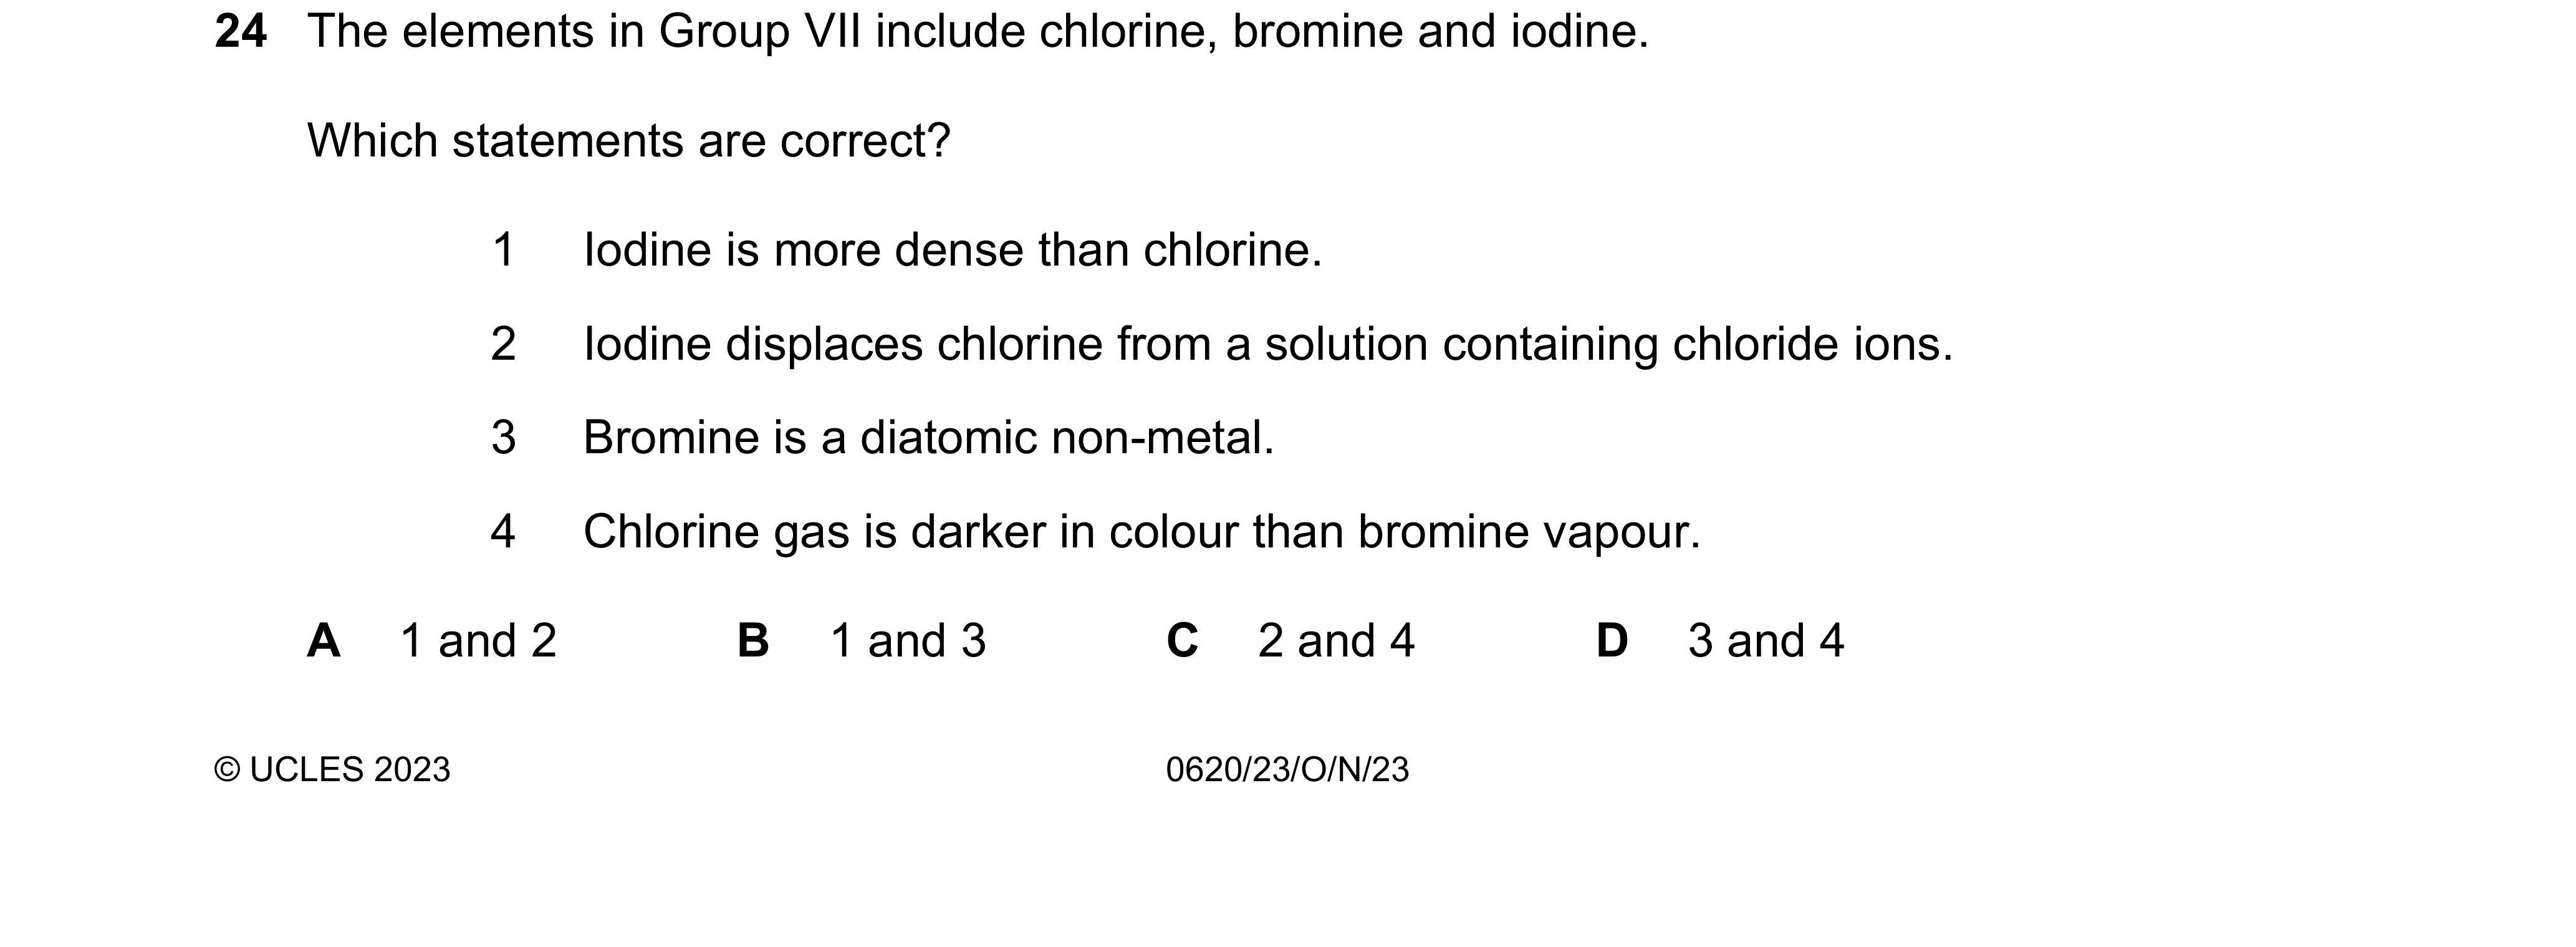 24 The elements in Group VII include chlorine, bromine and iodine.
Which statements are correct?
1 Iodine is more dense than chlorine.
2 Iodine displaces chlorine from a solution containing chloride ions.
3 Bromine is a diatomic non-metal.
4 Chlorine gas is darker in colour than bromine vapour.
A 1 and 2 B 1 and 3 C 2 and 4 D 3 and 4
© UCLES 2023 0620/23/O/N/23